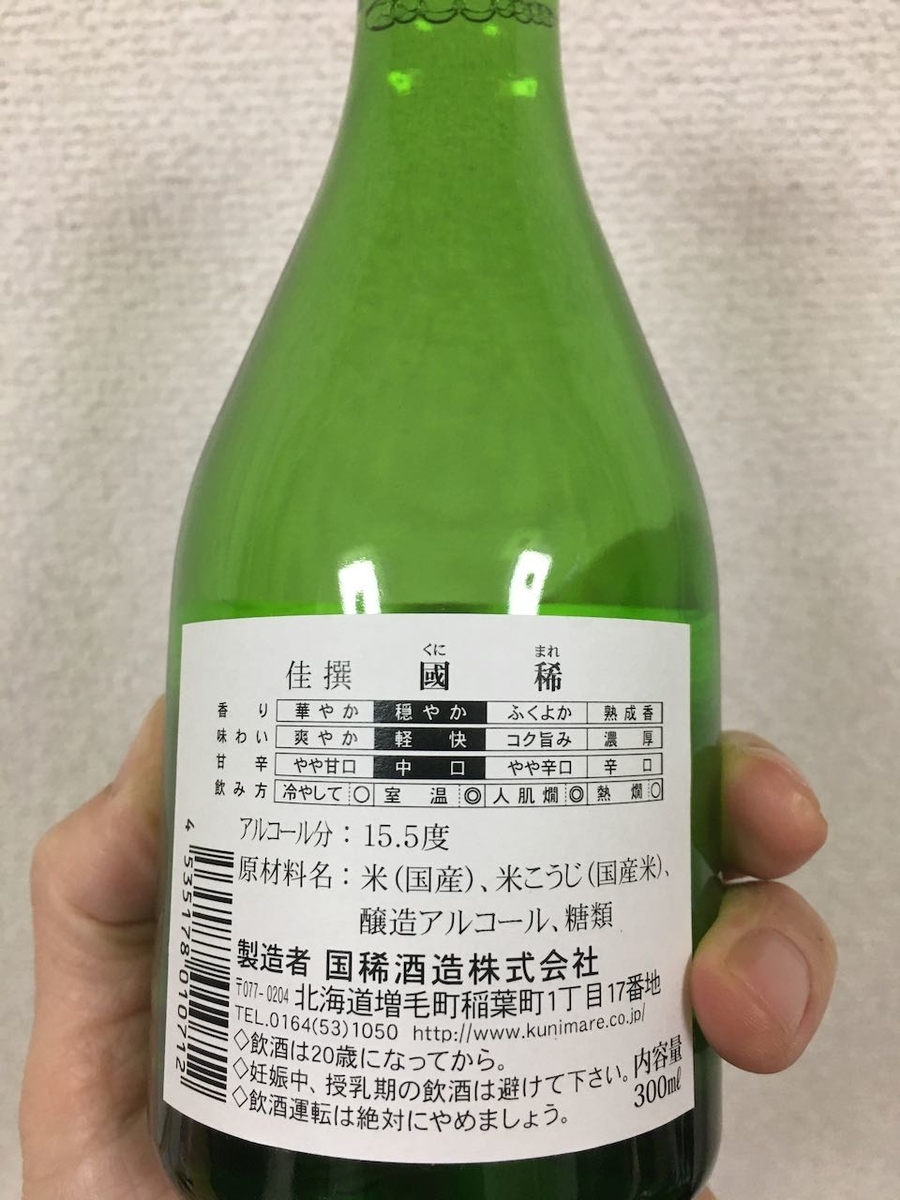 くに まれ
佳撰 國稀
香り 華やか 穏やか ふくよか 熟成香
味わい 爽やか 軽快 コク旨み 濃厚
甘辛 やや甘口 中口 やや辛口 辛口
飲み方 冷やして○ 室温◎ 人肌燗◎ 熱燗○
アルコール分：15.5度
原材料名：米(国産)、米こうじ(国産米)、
醸造アルコール、糖類
製造者 国稀酒造株式会社
〒077-0204 北海道増毛町稲葉町1丁目17番地
TEL.0164(53)1050 http://www.kunimare.co.jp/
◇飲酒は20歳になってから。
◇妊娠中、授乳期の飲酒は避けて下さい。
◇飲酒運転は絶対にやめましょう。
内容量
300mℓ
4 535178 010712